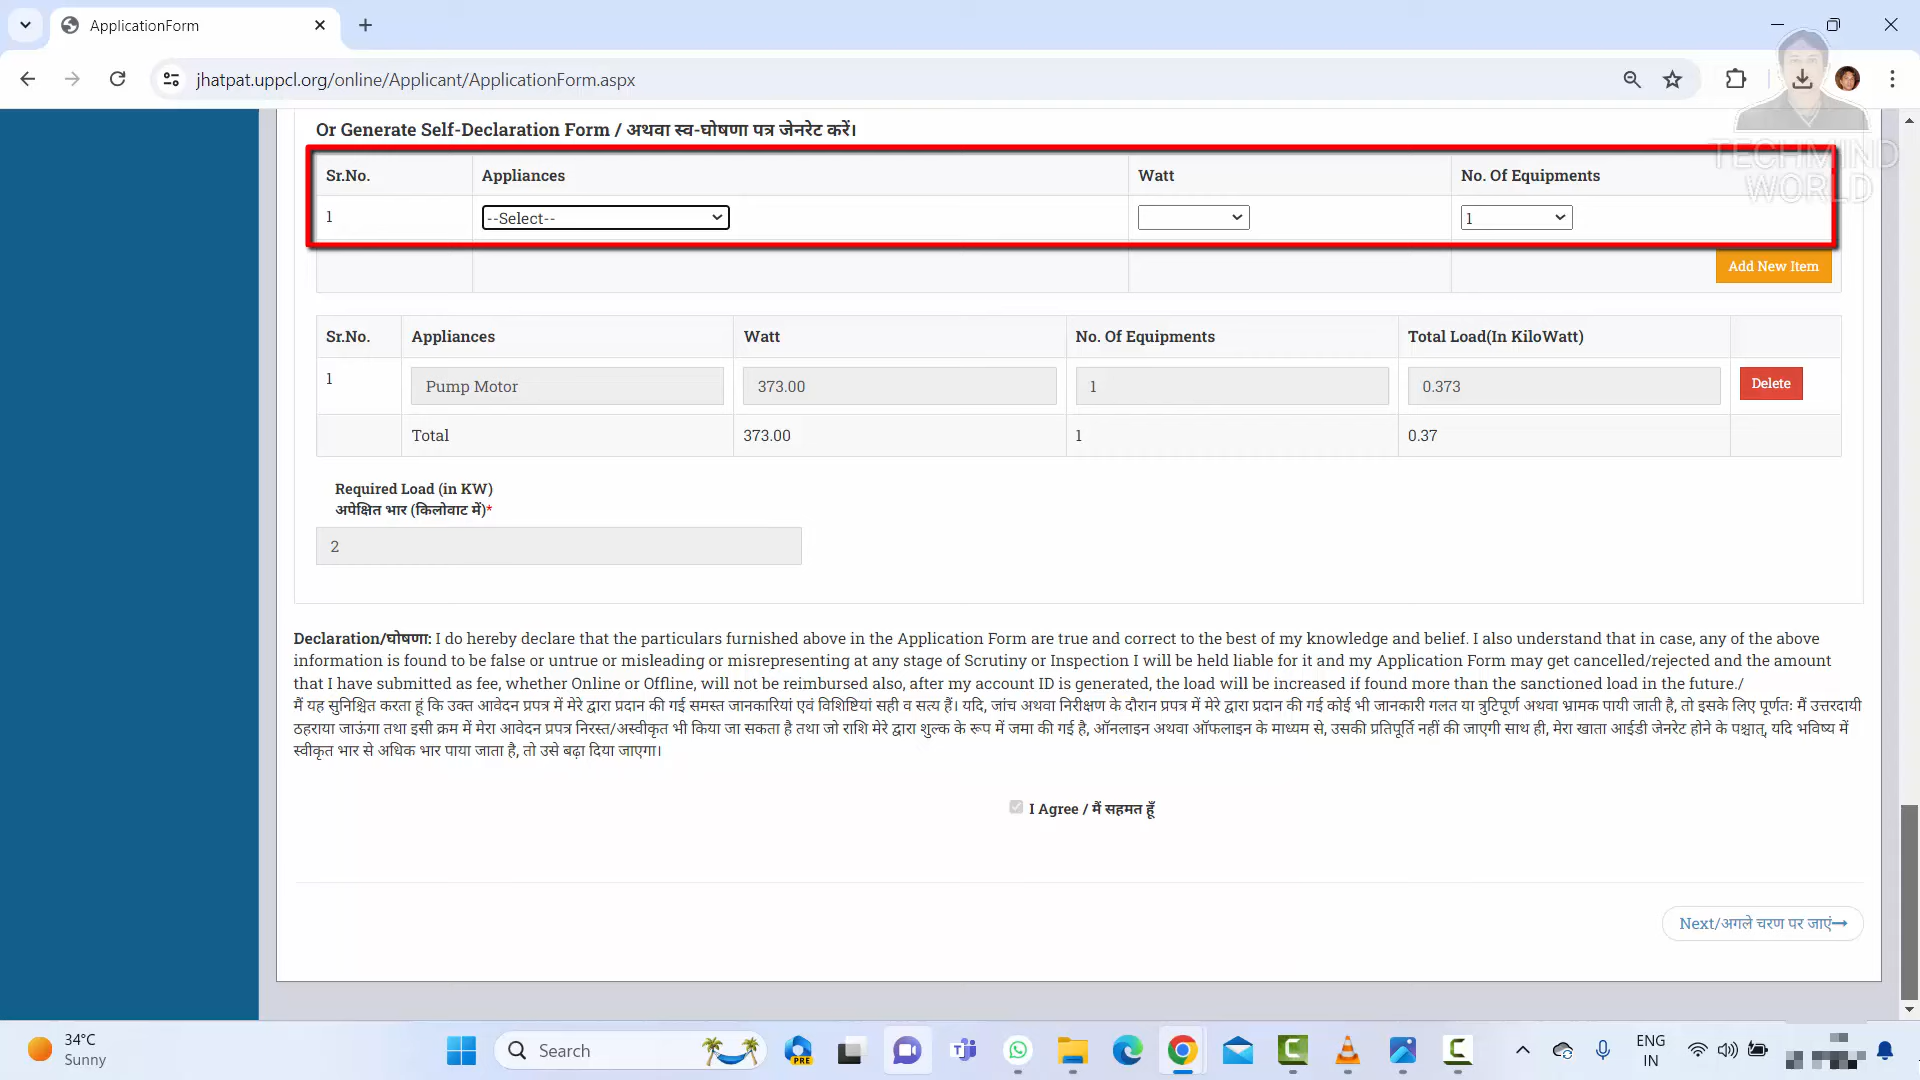 ApplicationForm
jhatpat.uppcl.org/online/Applicant/ApplicationForm.aspx
TECHMIND
WORLD
Or Generate Self-Declaration Form / अथवा स्व-घोषणा पत्र जेनरेट करें।
Sr.No. Appliances Watt No. Of Equipments
1 --Select-- 1
Add New Item
Sr.No. Appliances Watt No. Of Equipments Total Load(In KiloWatt)
1 Pump Motor 373.00 1 0.373 Delete
Total 373.00 1 0.37
Required Load (in KW)
अपेक्षित भार (किलोवाट में)*
2
Declaration/घोषणा: I do hereby declare that the particulars furnished above in the Application Form are true and correct to the best of my knowledge and belief. I also understand that in case, any of the above
information is found to be false or untrue or misleading or misrepresenting at any stage of Scrutiny or Inspection I will be held liable for it and my Application Form may get cancelled/rejected and the amount
that I have submitted as fee, whether Online or Offline, will not be reimbursed also, after my account ID is generated, the load will be increased if found more than the sanctioned load in the future./
मैं यह सुनिश्चित करता हूं कि उक्त आवेदन प्रपत्र में मेरे द्वारा प्रदान की गई समस्त जानकारियां एवं विशिष्टियां सही व सत्य हैं। यदि, जांच अथवा निरीक्षण के दौरान प्रपत्र में मेरे द्वारा प्रदान की गई कोई भी जानकारी गलत या त्रुटिपूर्ण अथवा भ्रामक पायी जाती है, तो इसके लिए पूर्णतः मैं उत्तरदायी
ठहराया जाऊंगा तथा इसी क्रम में मेरा आवेदन प्रपत्र निरस्त/अस्वीकृत भी किया जा सकता है तथा जो राशि मेरे द्वारा शुल्क के रूप में जमा की गई है, ऑनलाइन अथवा ऑफलाइन के माध्यम से, उसकी प्रतिपूर्ति नहीं की जाएगी साथ ही, मेरा खाता आईडी जेनरेट होने के पश्चात्, यदि भविष्य में
स्वीकृत भार से अधिक भार पाया जाता है, तो उसे बढ़ा दिया जाएगा।
I Agree / मैं सहमत हूँ
Next/अगले चरण पर जाएं
34°C
Sunny
Search
PRE
ENG
IN